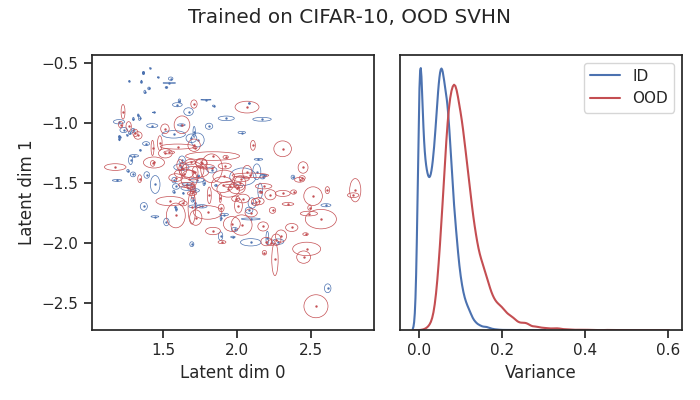 Trained on CIFAR-10, OOD SVHN
−0.5
−1.0
−1.5
−2.0
−2.5
Latent dim 1
1.5 2.0 2.5
Latent dim 0
ID
OOD
0.0 0.2 0.4 0.6
Variance